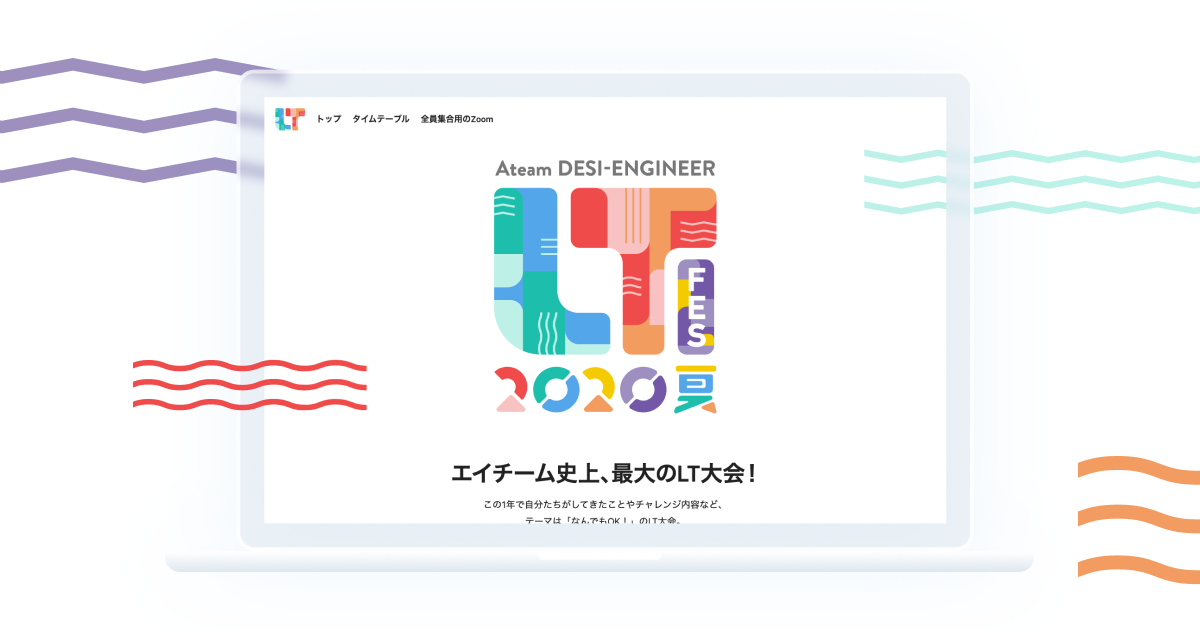 LT トップ タイムテーブル 全員集合用のZoom
Ateam DESI-ENGINEER
LT
FES
2020夏
エイチーム史上、最大のLT大会！
この1年で自分たちがしてきたことやチャレンジ内容など、
テーマは「なんでもOK！」のLT大会。